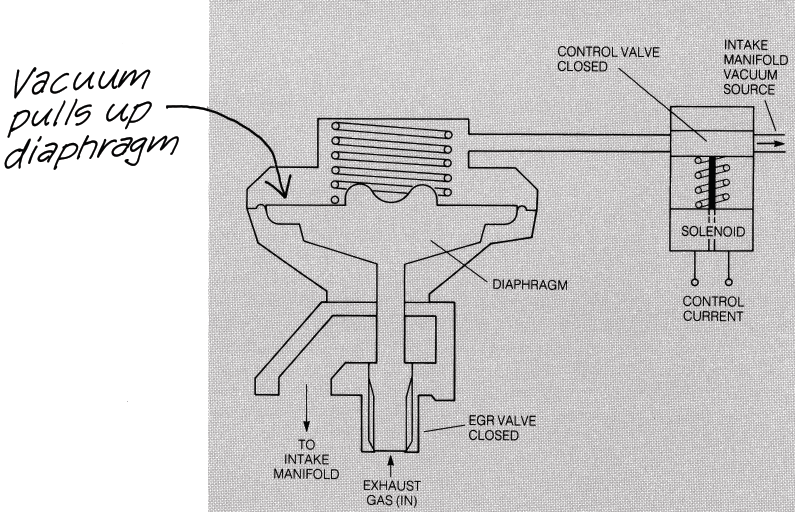 Vacuum
pulls up
diaphragm
CONTROL VALVE
CLOSED
INTAKE
MANIFOLD
VACUUM
SOURCE
SOLENOID
CONTROL
CURRENT
DIAPHRAGM
EGR VALVE
CLOSED
TO
INTAKE
MANIFOLD
EXHAUST
GAS (IN)